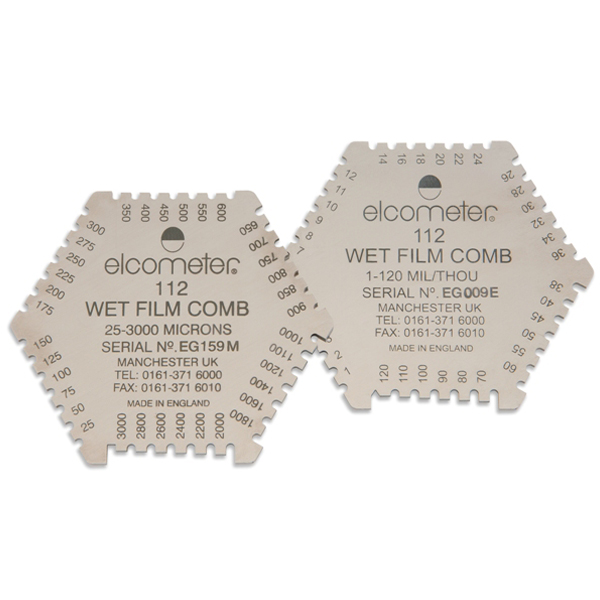 350 400 450 500 550 600
300 275 250 225 200 175
650 700 750 800 850 900
elcometer®
112
WET FILM COMB
25-3000 MICRONS
SERIAL Nº. EG159M
MANCHESTER UK
TEL: 0161-371 6000
FAX: 0161-371 6010
MADE IN ENGLAND
150 125 100 75 50 25
1000 1100 1200 1400 1600 1800
3000 2800 2600 2400 2200 2000
14 16 18 20 22 24
12 11 10 9 8 7
26 28 30 32 34 36
elcometer®
112
WET FILM COMB
1-120 MIL/THOU
SERIAL Nº. EG009E
MANCHESTER UK
TEL: 0161-371 6000
FAX: 0161-371 6010
MADE IN ENGLAND
2 1
38 40 45 50 55 60
120 110 100 90 80 70